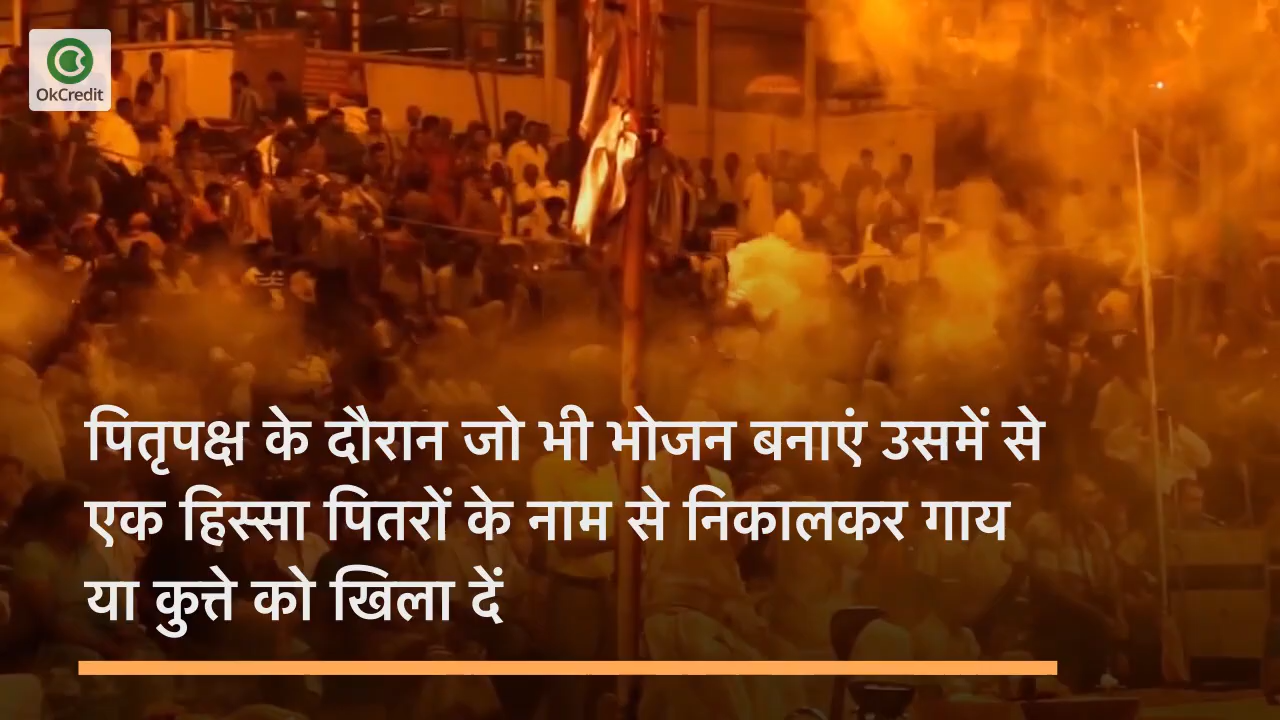 OkCredit
पितृपक्ष के दौरान जो भी भोजन बनाएं उसमें से
एक हिस्सा पितरों के नाम से निकालकर गाय
या कुत्ते को खिला दें